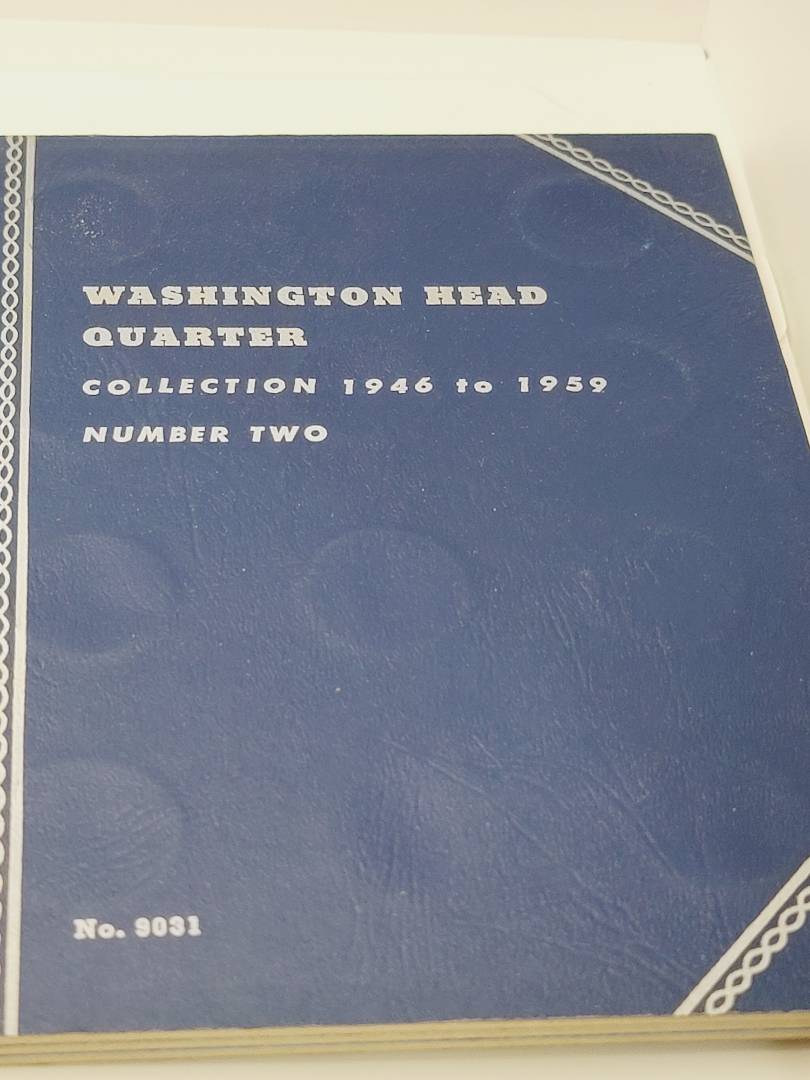 WASHINGTON HEAD
QUARTER
COLLECTION 1946 to 1959
NUMBER TWO
No. 9031